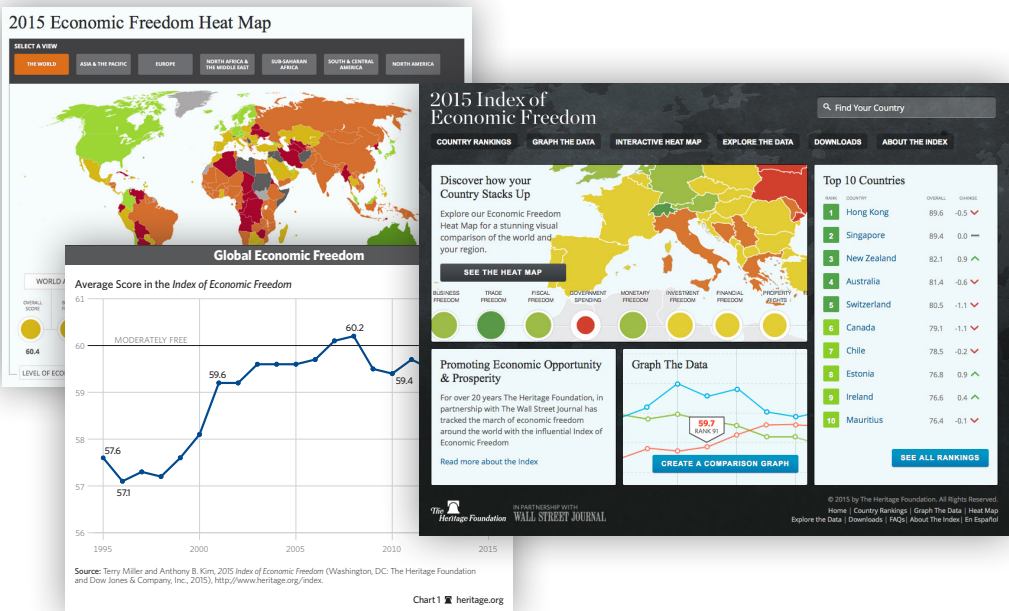 2015 Economic Freedom Heat Map
SELECT A VIEW
THE WORLD
ASIA & THE PACIFIC
EUROPE
NORTH AFRICA &
THE MIDDLE EAST
SUB-SAHARAN
AFRICA
SOUTH & CENTRAL
AMERICA
NORTH AMERICA
WORLD A
OVERALL
SCORE
60.4
LEVEL OF ECO
Global Economic Freedom
Average Score in the Index of Economic Freedom
61
60
59
58
57
56
MODERATELY FREE
57.6
57.1
59.6
60.2
59.4
1995
2000
2005
2010
2015
Source: Terry Miller and Anthony B. Kim, 2015 Index of Economic Freedom (Washington, DC: The Heritage Foundation
and Dow Jones & Company, Inc., 2015), http://www.heritage.org/index.
Chart 1 heritage.org
2015 Index of
Economic Freedom
Find Your Country
COUNTRY RANKINGS
GRAPH THE DATA
INTERACTIVE HEAT MAP
EXPLORE THE DATA
DOWNLOADS
ABOUT THE INDEX
Discover how your
Country Stacks Up
Explore our Economic Freedom
Heat Map for a stunning visual
comparison of the world and
your region.
SEE THE HEAT MAP
BUSINESS
FREEDOM
TRADE
FREEDOM
FISCAL
FREEDOM
GOVERNMENT
SPENDING
MONETARY
FREEDOM
INVESTMENT
FREEDOM
FINANCIAL
FREEDOM
PROPERTY
RIGHTS
Top 10 Countries
RANK COUNTRY OVERALL CHANGE
1 Hong Kong 89.6 -0.5
2 Singapore 89.4 0.0
3 New Zealand 82.1 0.9
4 Australia 81.4 -0.6
5 Switzerland 80.5 -1.1
6 Canada 79.1 -1.1
7 Chile 78.5 -0.2
8 Estonia 76.8 0.9
9 Ireland 76.6 0.4
10 Mauritius 76.4 -0.1
SEE ALL RANKINGS
Promoting Economic Opportunity
& Prosperity
For over 20 years The Heritage Foundation, in
partnership with The Wall Street Journal has
tracked the march of economic freedom
around the world with the influential Index of
Economic Freedom
Read more about the Index
Graph The Data
59.7
RANK 91
CREATE A COMPARISON GRAPH
The Heritage Foundation
IN PARTNERSHIP WITH
WALL STREET JOURNAL
© 2015 by The Heritage Foundation. All Rights Reserved.
Home | Country Rankings | Graph The Data | Heat Map
Explore the Data | Downloads | FAQs| About The Index| En Español